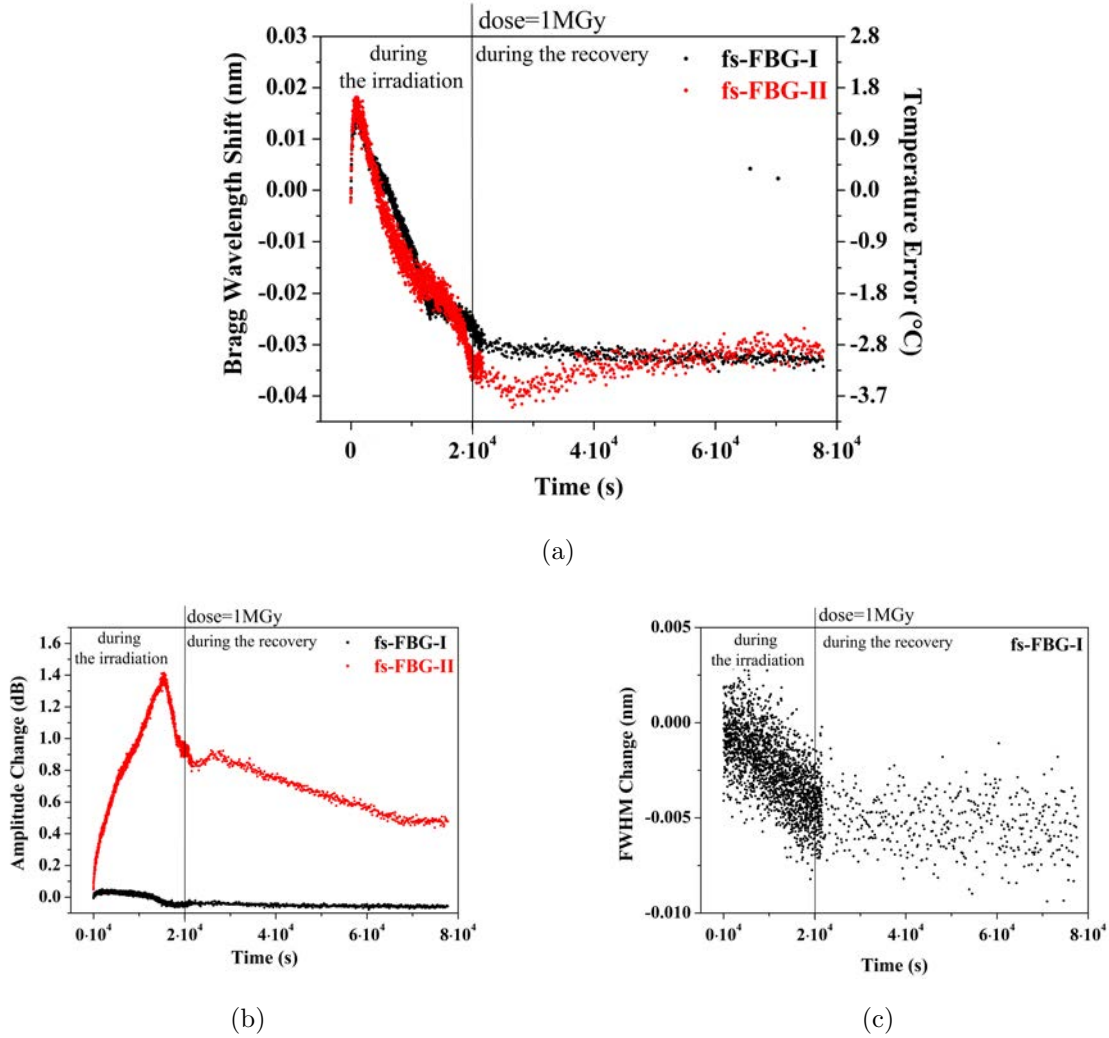 dose=1MGy
during
the irradiation
during the recovery
fs-FBG-I
fs-FBG-II
0.03
0.02
0.01
0.00
-0.01
-0.02
-0.03
-0.04
Bragg Wavelength Shift (nm)
2.8
1.8
0.9
0.0
-0.9
-1.8
-2.8
-3.7
Temperature Error (°C)
0
2·10⁴
4·10⁴
6·10⁴
8·10⁴
Time (s)
(a)
dose=1MGy
during
the irradiation
during the recovery
fs-FBG-I
fs-FBG-II
1.6
1.4
1.2
1.0
0.8
0.6
0.4
0.2
0.0
Amplitude Change (dB)
0·10⁴
2·10⁴
4·10⁴
6·10⁴
8·10⁴
Time (s)
(b)
dose=1MGy
during
the irradiation
during the recovery
fs-FBG-I
0.005
0.000
-0.005
-0.010
FWHM Change (nm)
0·10⁴
2·10⁴
4·10⁴
6·10⁴
8·10⁴
Time (s)
(c)